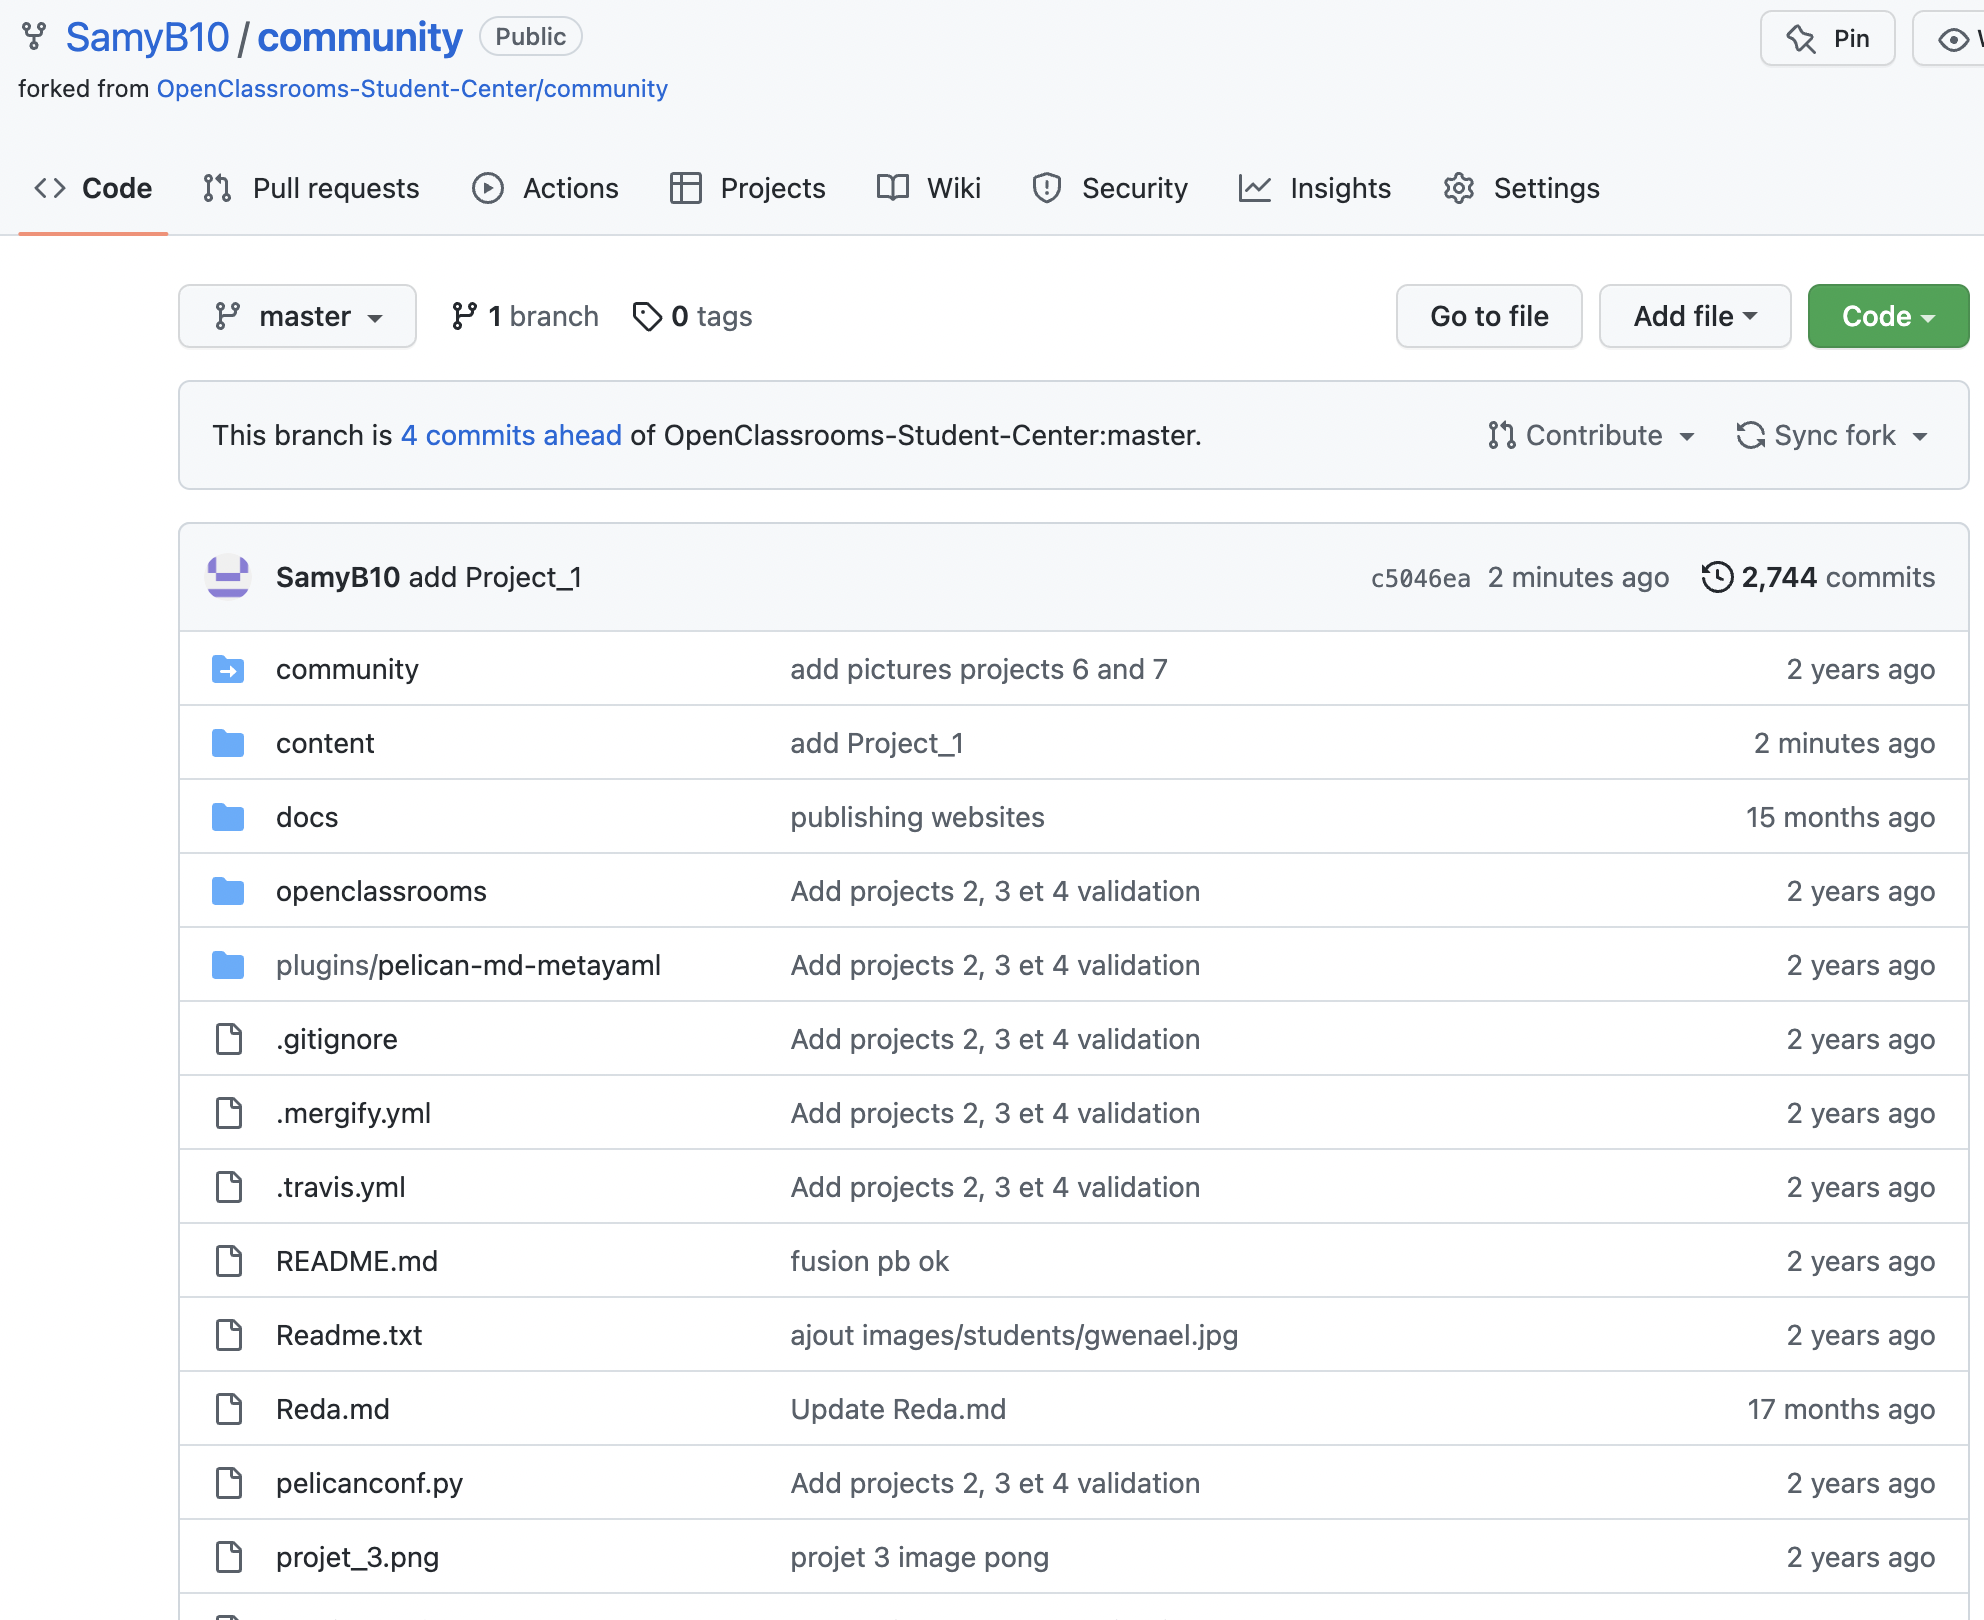 SamyB10 / community Public Pin
forked from OpenClassrooms-Student-Center/community
Code Pull requests Actions Projects Wiki Security Insights Settings
master 1 branch 0 tags Go to file Add file Code
This branch is 4 commits ahead of OpenClassrooms-Student-Center:master. Contribute Sync fork
SamyB10 add Project_1 c5046ea 2 minutes ago 2,744 commits
community add pictures projects 6 and 7 2 years ago
content add Project_1 2 minutes ago
docs publishing websites 15 months ago
openclassrooms Add projects 2, 3 et 4 validation 2 years ago
plugins/pelican-md-metayaml Add projects 2, 3 et 4 validation 2 years ago
.gitignore Add projects 2, 3 et 4 validation 2 years ago
.mergify.yml Add projects 2, 3 et 4 validation 2 years ago
.travis.yml Add projects 2, 3 et 4 validation 2 years ago
README.md fusion pb ok 2 years ago
Readme.txt ajout images/students/gwenael.jpg 2 years ago
Reda.md Update Reda.md 17 months ago
pelicanconf.py Add projects 2, 3 et 4 validation 2 years ago
projet_3.png projet 3 image pong 2 years ago